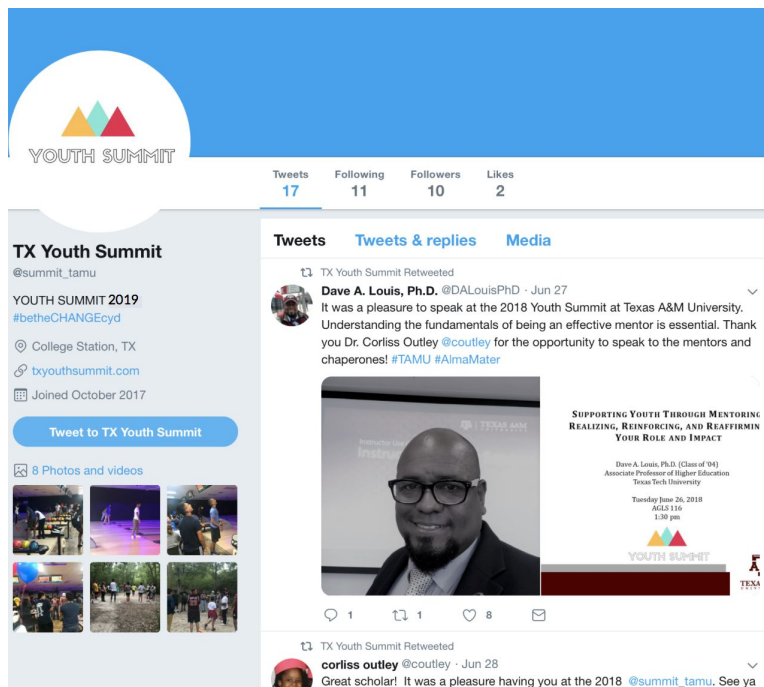 YOUTH SUMMIT
Tweets Following Followers Likes
17 11 10 2
TX Youth Summit
@summit_tamu
YOUTH SUMMIT 2019
#betheCHANGEcyd
College Station, TX
txyouthsummit.com
Joined October 2017
Tweet to TX Youth Summit
8 Photos and videos
Tweets Tweets & replies Media
TX Youth Summit Retweeted
Dave A. Louis, Ph.D. @DALouisPhD · Jun 27
It was a pleasure to speak at the 2018 Youth Summit at Texas A&M University.
Understanding the fundamentals of being an effective mentor is essential. Thank
you Dr. Corliss Outley @coutley for the opportunity to speak to the mentors and
chaperones! #TAMU #AlmaMater
TEXAS A&M
SUPPORTING YOUTH THROUGH MENTORING
REALIZING, REINFORCING, AND REAFFIRMIN
YOUR ROLE AND IMPACT
Dave A. Louis, Ph.D. (Class of '04)
Associate Professor of Higher Education
Texas Tech University
Tuesday June 26, 2018
AGLS 116
1:30 pm
YOUTH SUMMIT
TEXA
1 1 8
TX Youth Summit Retweeted
corliss outley @coutley · Jun 28
Great scholar! It was a pleasure having you at the 2018 @summit_tamu. See ya